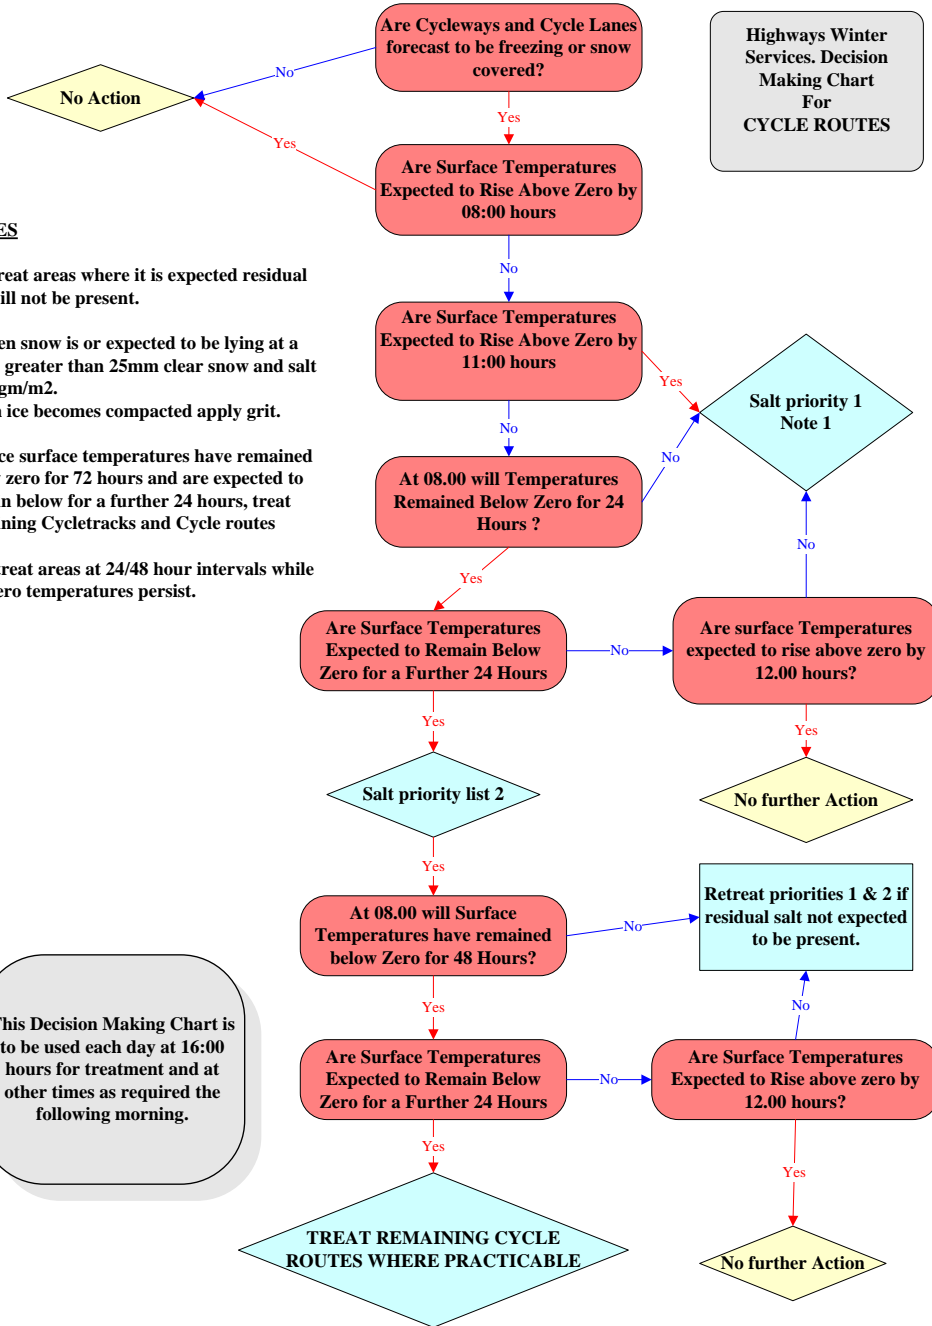 Are Cycleways and Cycle Lanes
forecast to be freezing or snow
covered?
Highways Winter
Services. Decision
Making Chart
For
CYCLE ROUTES
No
No Action
Yes
Yes
Are Surface Temperatures
Expected to Rise Above Zero by
08:00 hours
No
Are Surface Temperatures
Expected to Rise Above Zero by
11:00 hours
Yes
No
Salt priority 1
Note 1
At 08.00 will Temperatures
Remained Below Zero for 24
Hours ?
No
Yes
No
Are Surface Temperatures
Expected to Remain Below
Zero for a Further 24 Hours
No
Are surface Temperatures
expected to rise above zero by
12.00 hours?
Yes
Yes
Salt priority list 2
No further Action
Yes
At 08.00 will Surface
Temperatures have remained
below Zero for 48 Hours?
No
Retreat priorities 1 & 2 if
residual salt not expected
to be present.
Yes
No
Are Surface Temperatures
Expected to Remain Below
Zero for a Further 24 Hours
No
Are Surface Temperatures
Expected to Rise above zero by
12.00 hours?
Yes
Yes
TREAT REMAINING CYCLE
ROUTES WHERE PRACTICABLE
No further Action
areas where it is expected residual
not be present.
snow is or expected to be lying at a
greater than 25mm clear snow and salt
gm/m2.
ice becomes compacted apply grit.
surface temperatures have remained
zero for 72 hours and are expected to
below for a further 24 hours, treat
Cycletracks and Cycle routes
areas at 24/48 hour intervals while
temperatures persist.
This Decision Making Chart is
to be used each day at 16:00
hours for treatment and at
other times as required the
following morning.